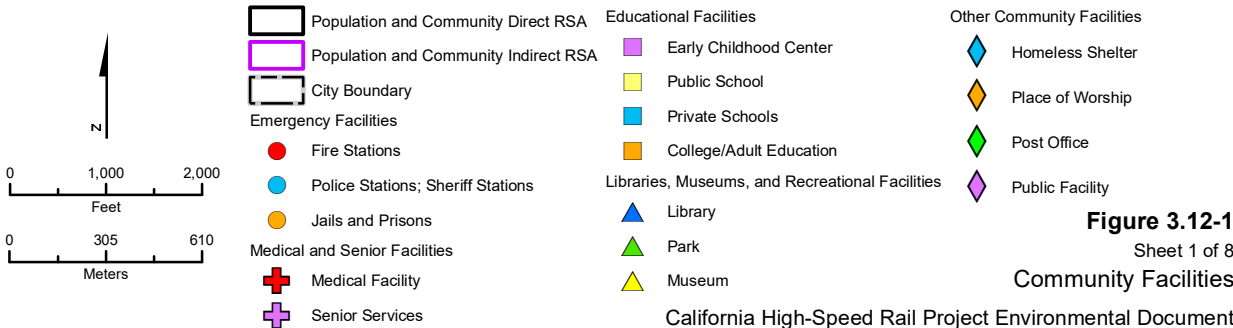 N
0 1,000 2,000
Feet
0 305 610
Meters
Population and Community Direct RSA
Population and Community Indirect RSA
City Boundary
Emergency Facilities
Fire Stations
Police Stations; Sheriff Stations
Jails and Prisons
Medical and Senior Facilities
Medical Facility
Senior Services
Educational Facilities
Early Childhood Center
Public School
Private Schools
College/Adult Education
Libraries, Museums, and Recreational Facilities
Library
Park
Museum
Other Community Facilities
Homeless Shelter
Place of Worship
Post Office
Public Facility
Figure 3.12-1
Sheet 1 of 8
Community Facilities
California High-Speed Rail Project Environmental Document